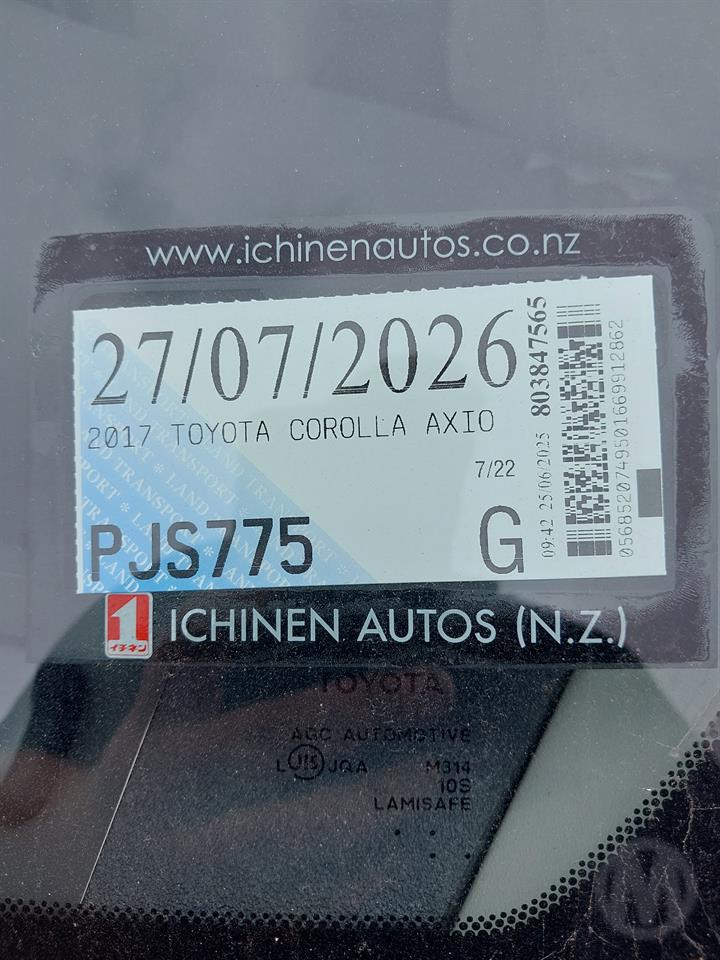 www.ichinenautos.co.nz
27/07/2026
2017 TOYOTA COROLLA AXIO
7/22
PJS775
G
803847565
09:42 25/06/2025
0568520749501669912862
1
イチネン
ICHINEN AUTOS (N.Z.)
TOYOTA
AGC AUTOMOTIVE
JIS JQA
M314
10S
LAMISAFE
M